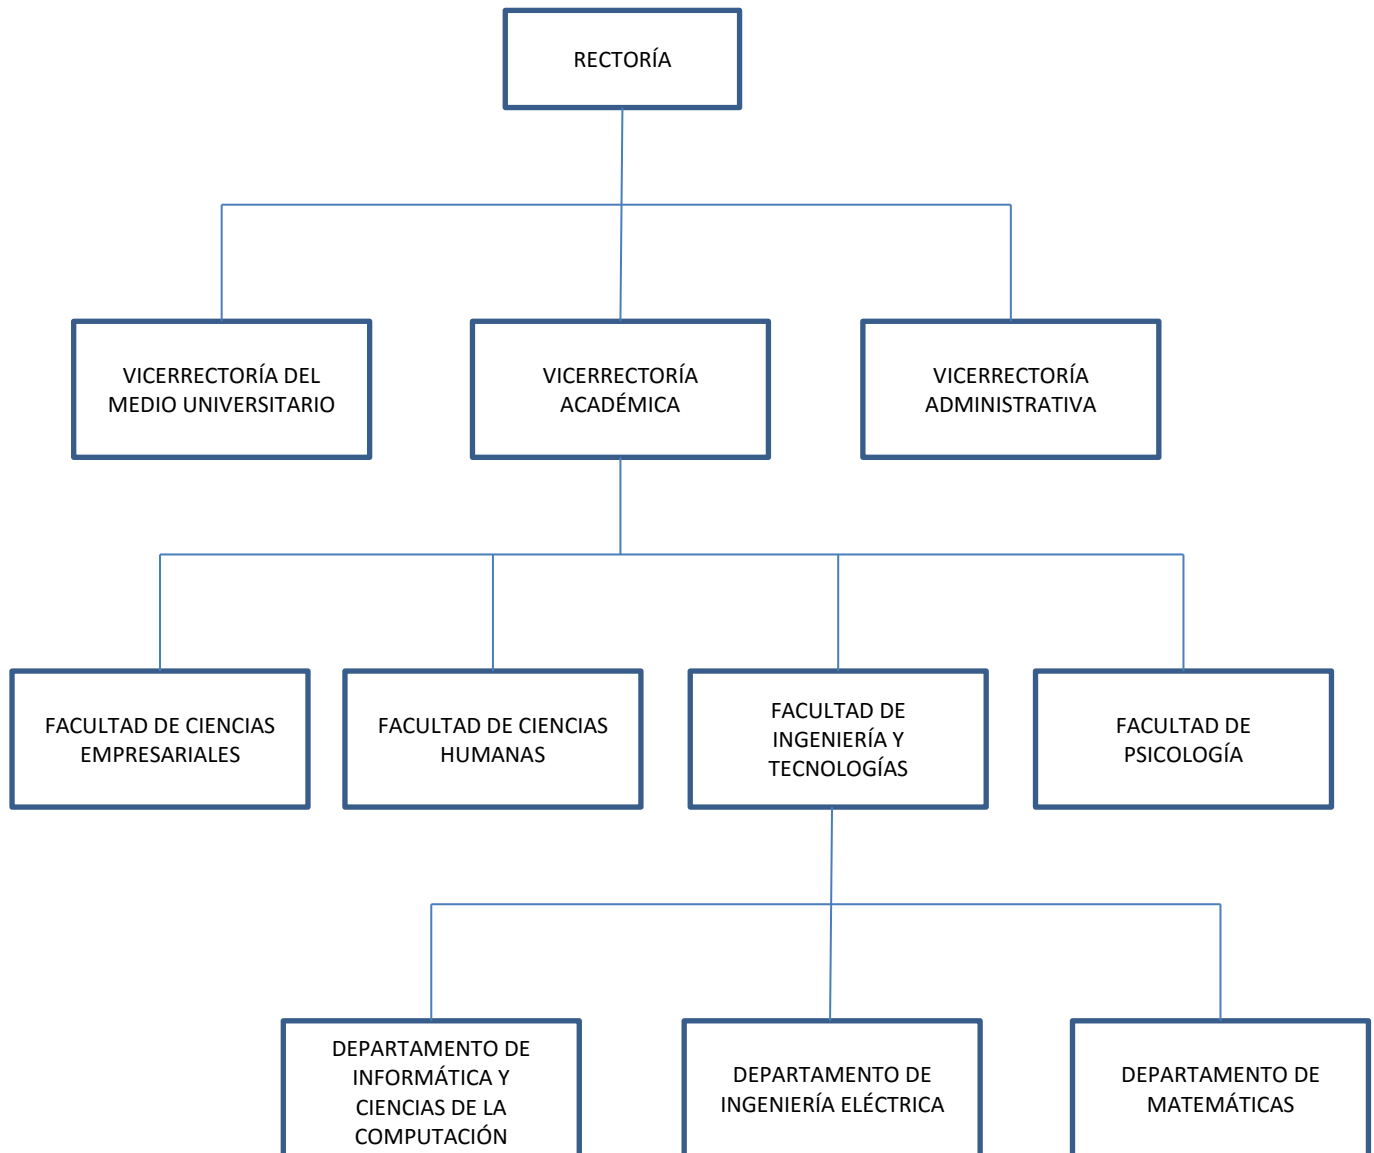 RECTORÍA
VICERRECTORÍA DEL
MEDIO UNIVERSITARIO
VICERRECTORÍA
ACADÉMICA
VICERRECTORÍA
ADMINISTRATIVA
FACULTAD DE CIENCIAS
EMPRESARIALES
FACULTAD DE CIENCIAS
HUMANAS
FACULTAD DE
INGENIERÍA Y
TECNOLOGÍAS
FACULTAD DE
PSICOLOGÍA
DEPARTAMENTO DE
INFORMÁTICA Y
CIENCIAS DE LA
COMPUTACIÓN
DEPARTAMENTO DE
INGENIERÍA ELÉCTRICA
DEPARTAMENTO DE
MATEMÁTICAS